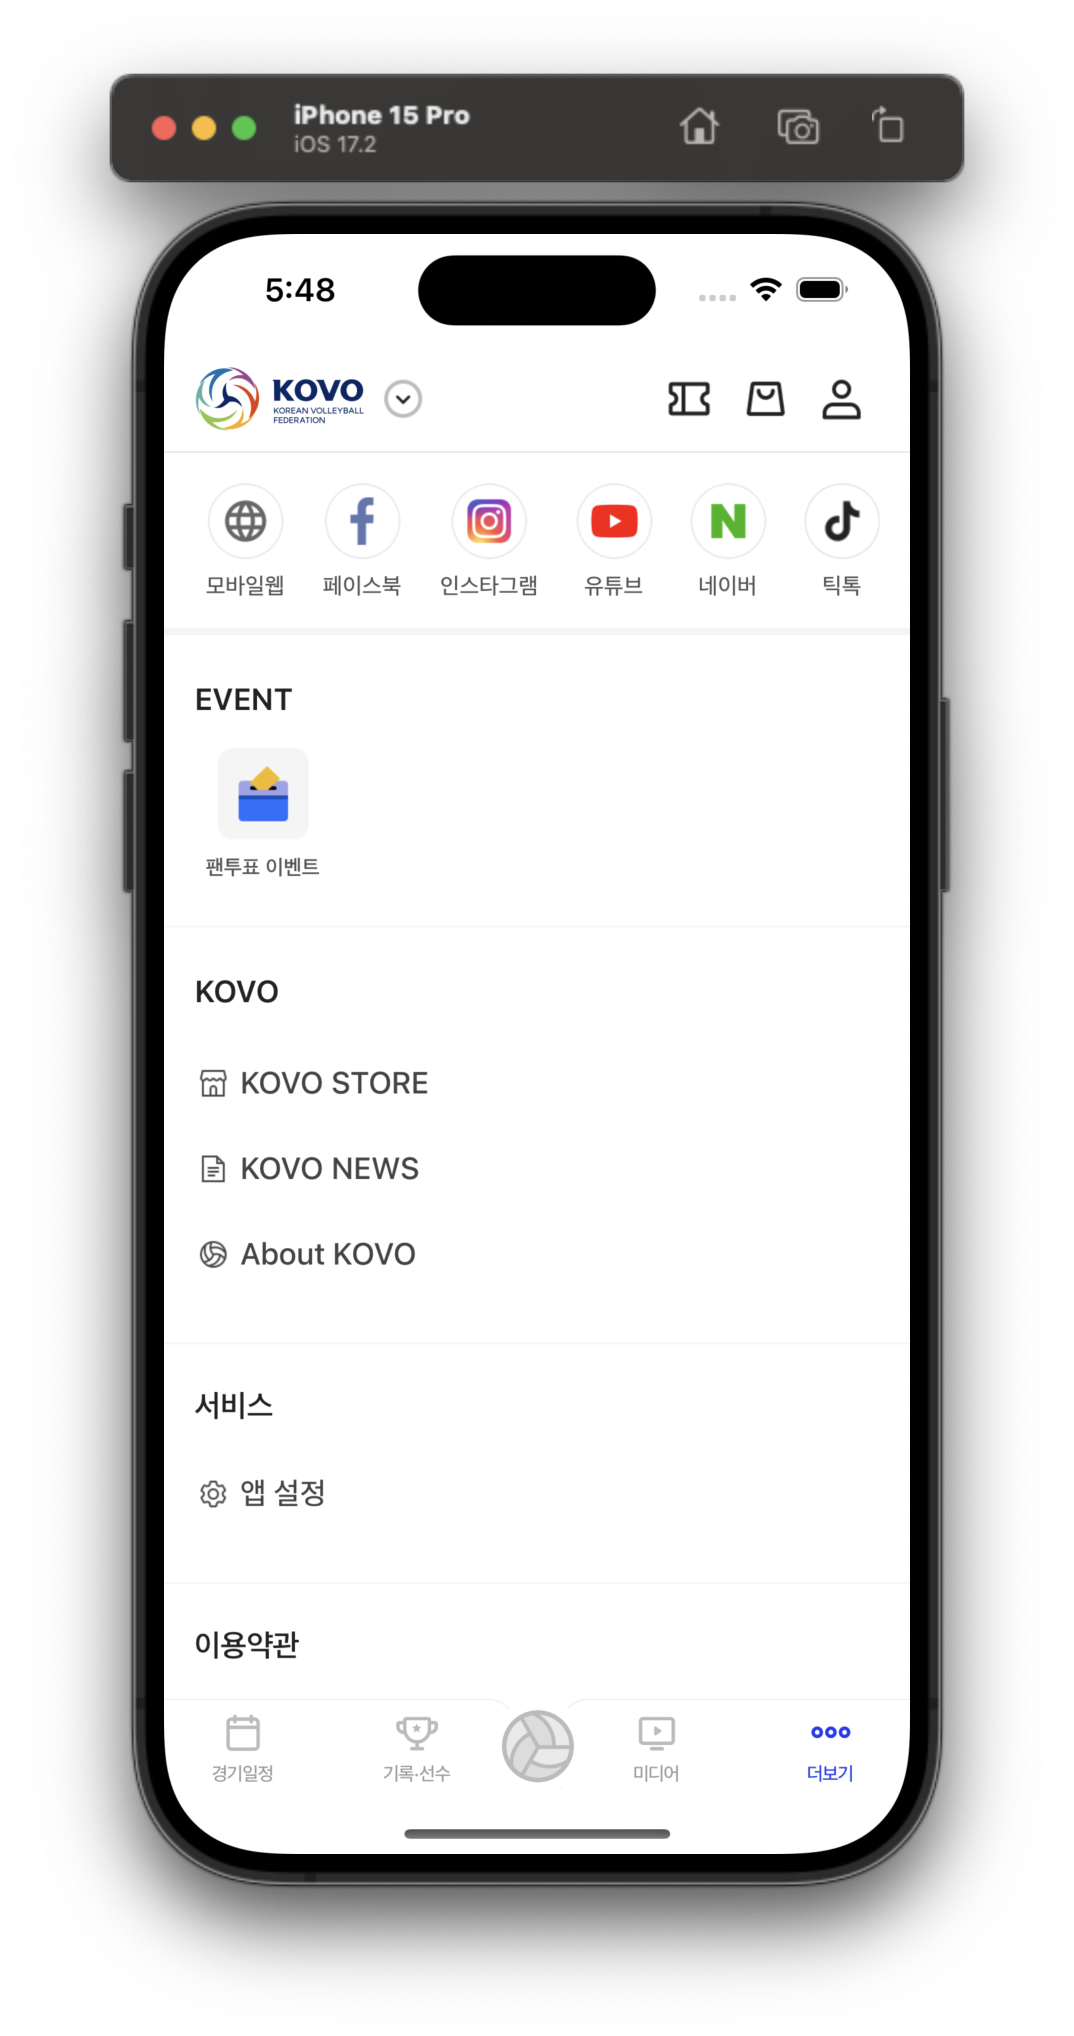 iPhone 15 Pro
iOS 17.2
5:48
KOVO
KOREAN VOLLEYBALL
FEDERATION
모바일웹 페이스북 인스타그램 유튜브 네이버 틱톡
EVENT
팬투표 이벤트
KOVO
KOVO STORE
KOVO NEWS
About KOVO
서비스
앱 설정
이용약관
경기일정 기록·선수 미디어 더보기